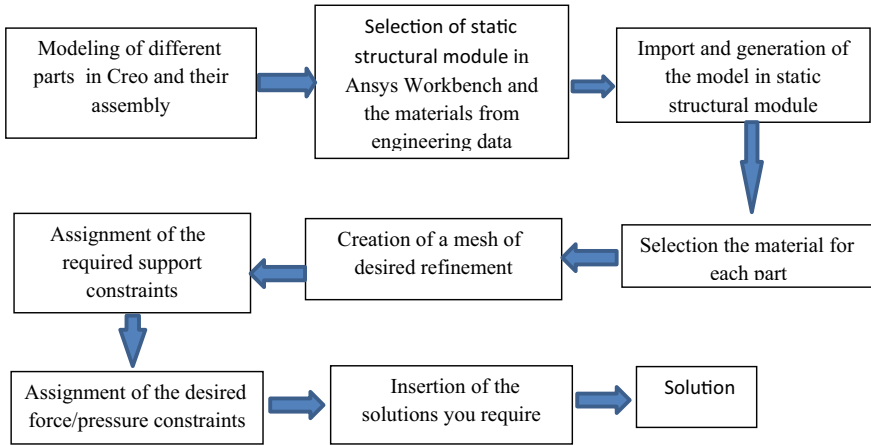 Modeling of different
parts in Creo and their
assembly
Selection of static
structural module in
Ansys Workbench and
the materials from
engineering data
Import and generation of
the model in static
structural module
Selection the material for
each part
Creation of a mesh of
desired refinement
Assignment of the
required support
constraints
Assignment of the desired
force/pressure constraints
Insertion of the
solutions you require
Solution